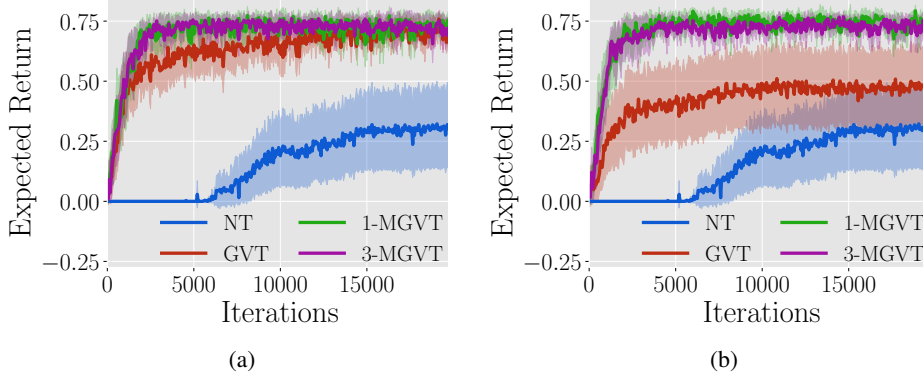 Expected Return
0.75
0.50
0.25
0.00
−0.25
NT
1-MGVT
GVT
3-MGVT
0
5000
10000
15000
Iterations
(a)
Expected Return
0.75
0.50
0.25
0.00
−0.25
NT
1-MGVT
GVT
3-MGVT
0
5000
10000
15000
Iterations
(b)